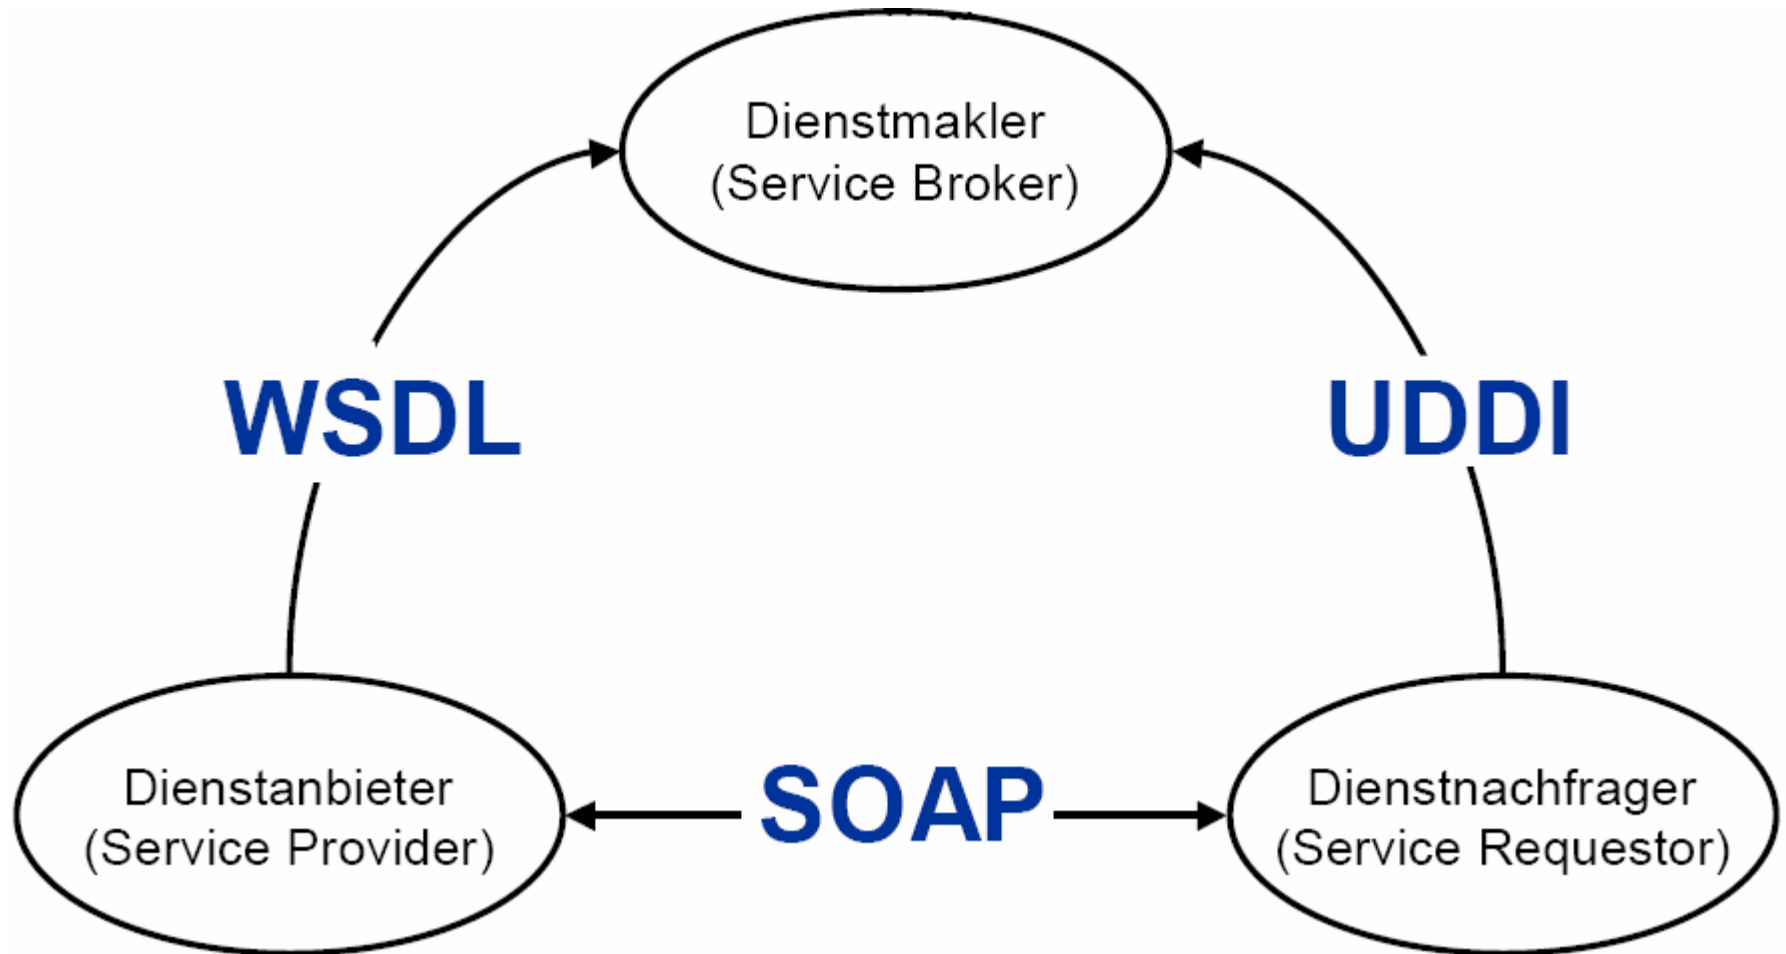 Dienstmakler
(Service Broker)
WSDL
UDDI
Dienstanbieter
(Service Provider)
SOAP
Dienstnachfrager
(Service Requestor)